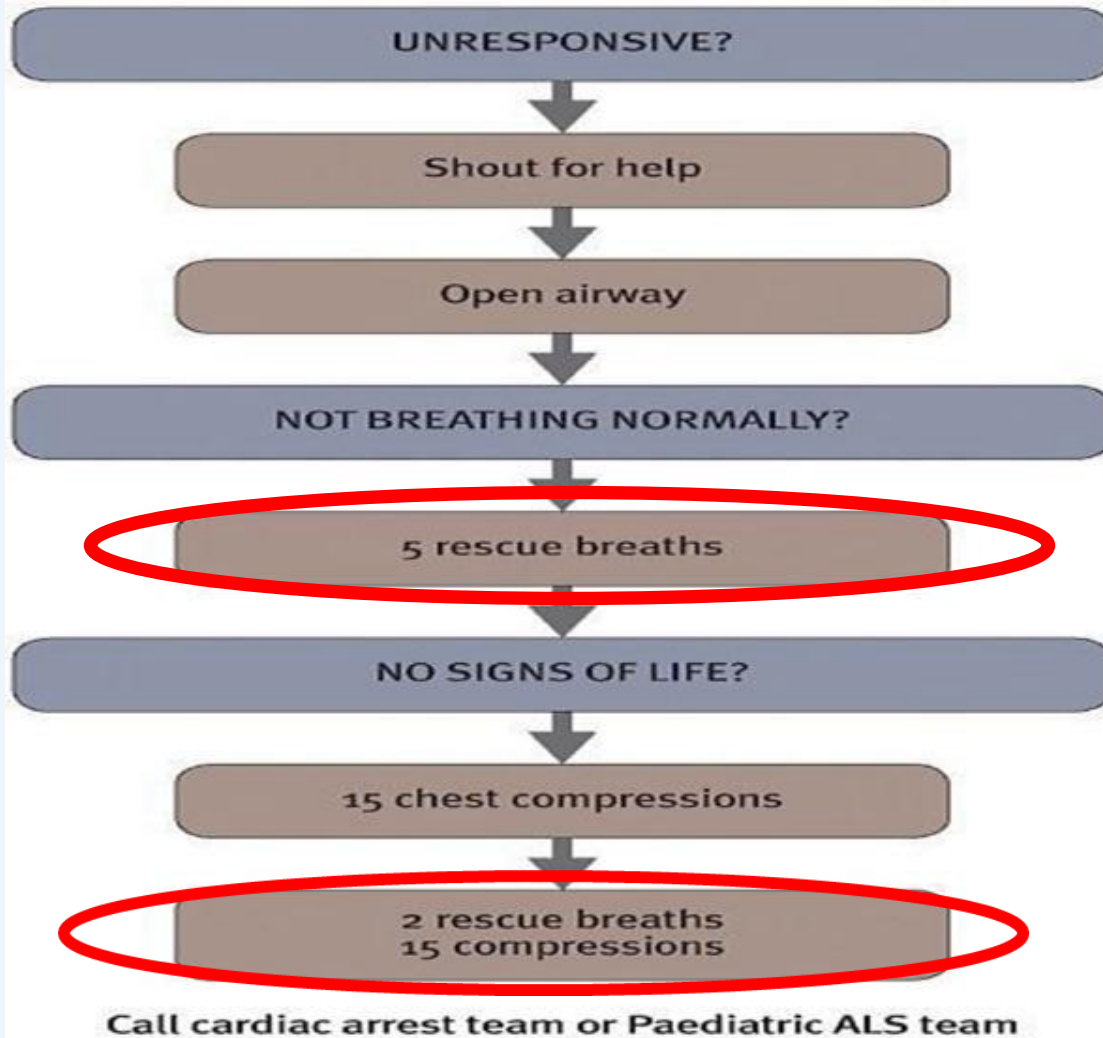 UNRESPONSIVE?
Shout for help
Open airway
NOT BREATHING NORMALLY?
5 rescue breaths
NO SIGNS OF LIFE?
15 chest compressions
2 rescue breaths
15 compressions
Call cardiac arrest team or Paediatric ALS team